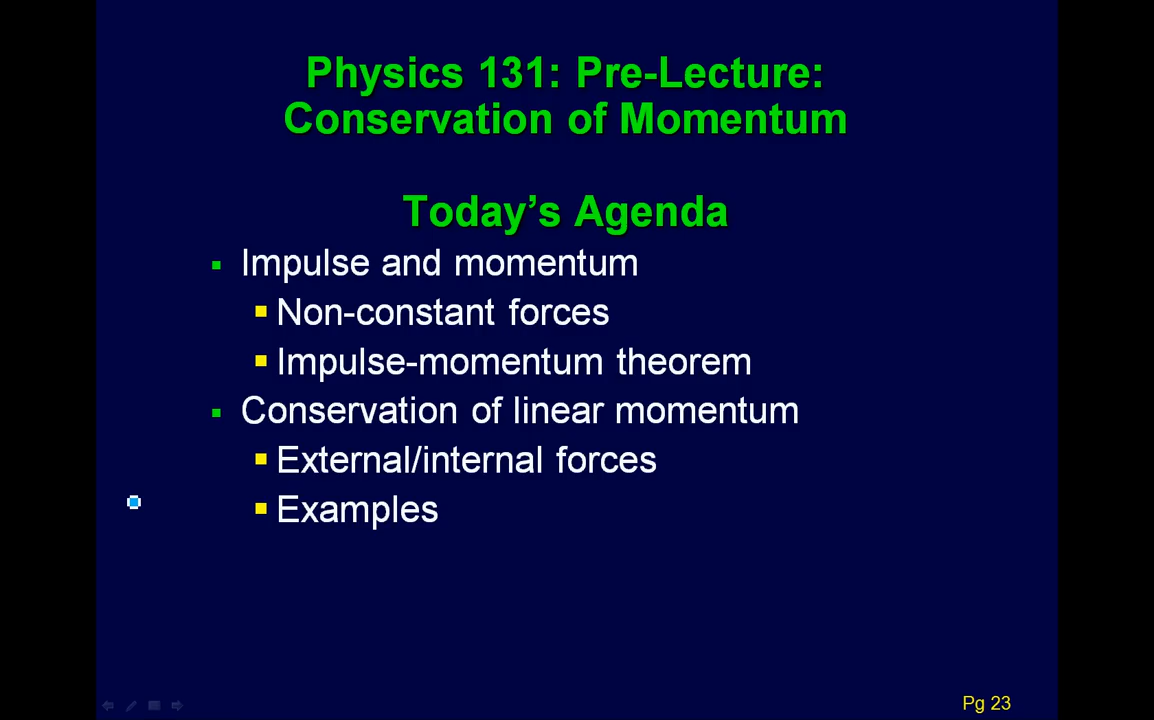 Physics 131: Pre-Lecture:
Conservation of Momentum
Today’s Agenda
Impulse and momentum
Non-constant forces
Impulse-momentum theorem
Conservation of linear momentum
External/internal forces
Examples
Pg 23